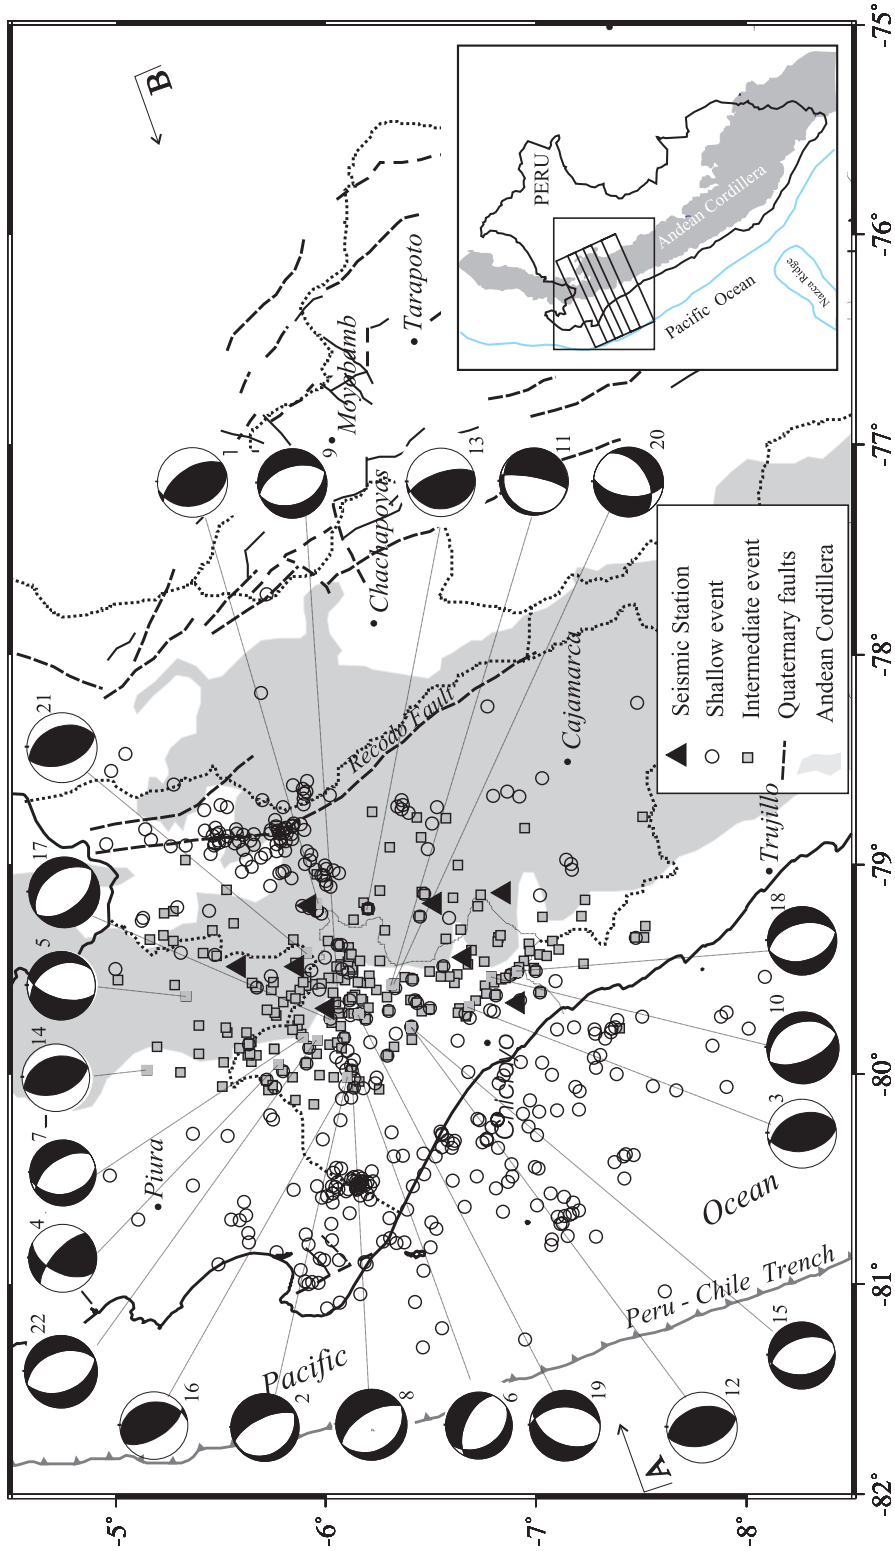 -75°
-76°
-77°
-78°
-79°
-80°
-81°
-82°
-5°
-6°
-7°
-8°
A
B
22
4
7
14
5
17
21
16
2
8
6
19
12
15
3
10
18
1
9
13
11
20
Piura
Chachapoyas
Moyobamb
Tarapoto
Cajamarca
Trujillo
Chiclay
Recodo Fault
Pacific
Ocean
Peru - Chile Trench
Seismic Station
Shallow event
Intermediate event
Quaternary faults
Andean Cordillera
PERU
Andean Cordillera
Pacific Ocean
Nazca Ridge